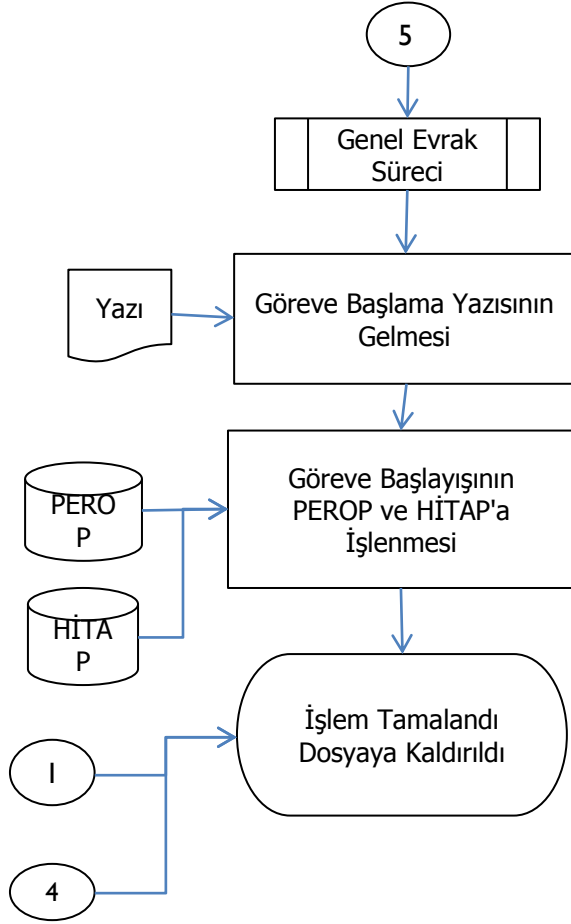 5
Genel Evrak
Süreci
Yazı
Göreve Başlama Yazısının
Gelmesi
PERO
P
Göreve Başlayışının
PEROP ve HİTAP'a
İşlenmesi
HİTA
P
İşlem Tamalandı
Dosyaya Kaldırıldı
I
4